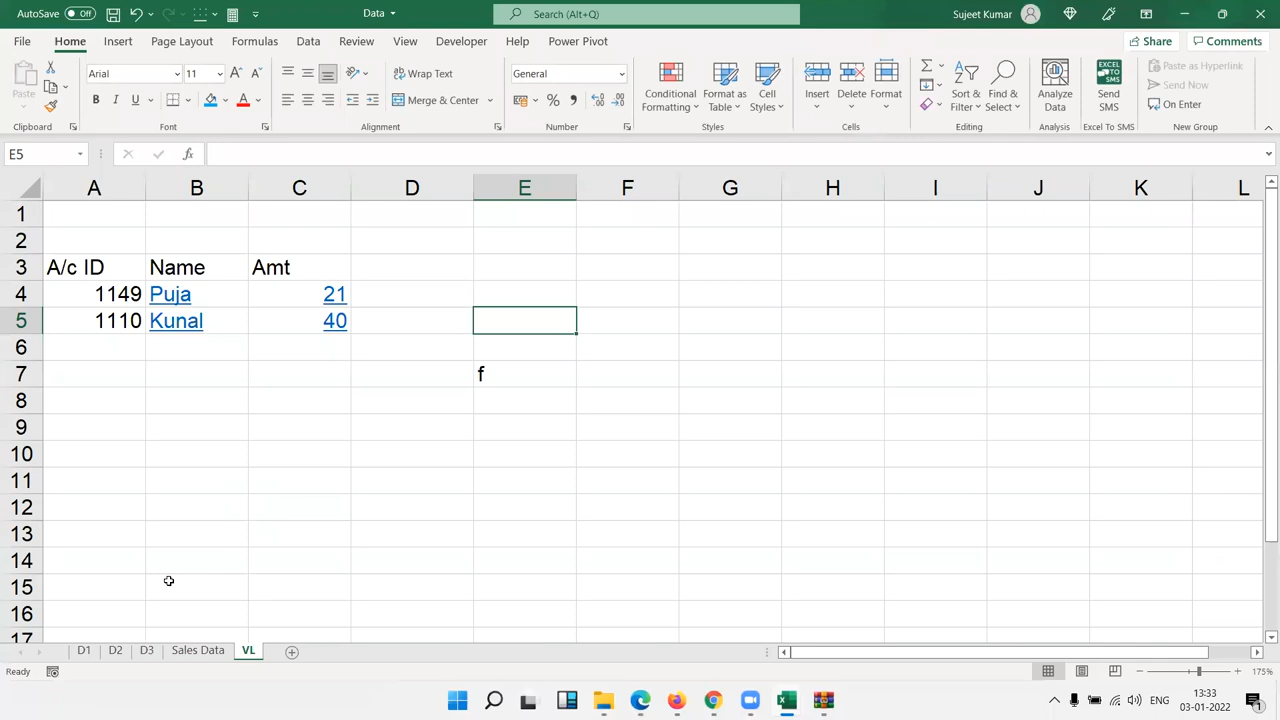 AutoSave Off Data Search (Alt+Q) Sujeet Kumar
File Home Insert Page Layout Formulas Data Review View Developer Help Power Pivot Share Comments
Paste Arial 11 Wrap Text General Conditional Formatting Format as Table Cell Styles Insert Delete Format Sort & Filter Find & Select Analyze Data Send SMS Paste as Hyperlink
B I U Merge & Center Send Now
On Enter
Clipboard Font Alignment Number Styles Cells Editing Analysis Excel To SMS New Group
E5 fx
A B C D E F G H I J K L
1
2
3 A/c ID Name Amt
4 1149 Puja 21
5 1110 Kunal 40
6
7 f
8
9
10
11
12
13
14
15
16
17
D1 D2 D3 Sales Data VL
Ready 175%
ENG 13:33
03-01-2022